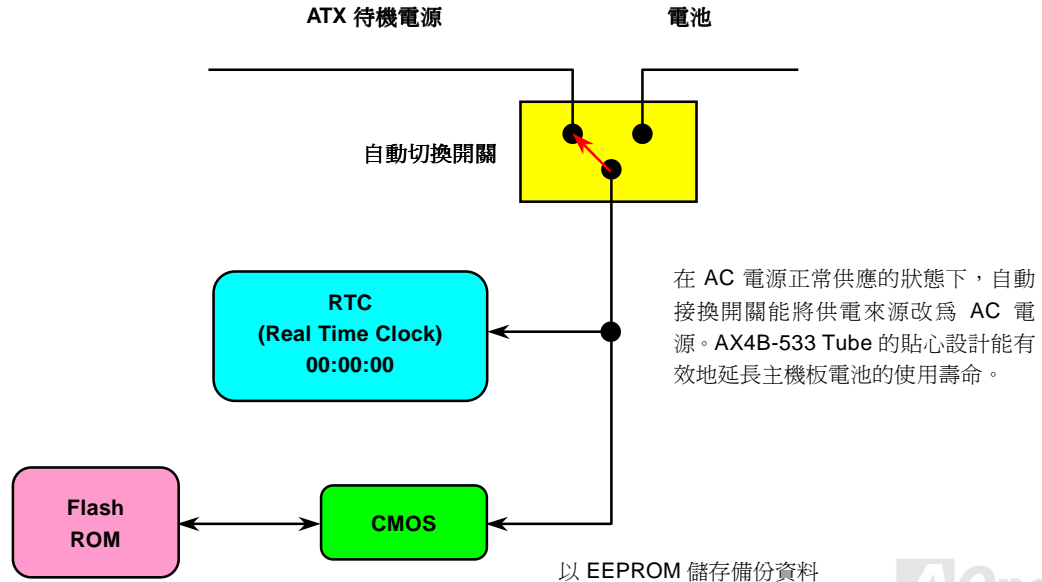 ATX 待機電源
電池
自動切換開關
RTC
(Real Time Clock)
00:00:00
在 AC 電源正常供應的狀態下，自動
接換開關能將供電來源改為 AC 電
源。AX4B-533 Tube 的貼心設計能有
效地延長主機板電池的使用壽命。
Flash
ROM
CMOS
以 EEPROM 儲存備份資料